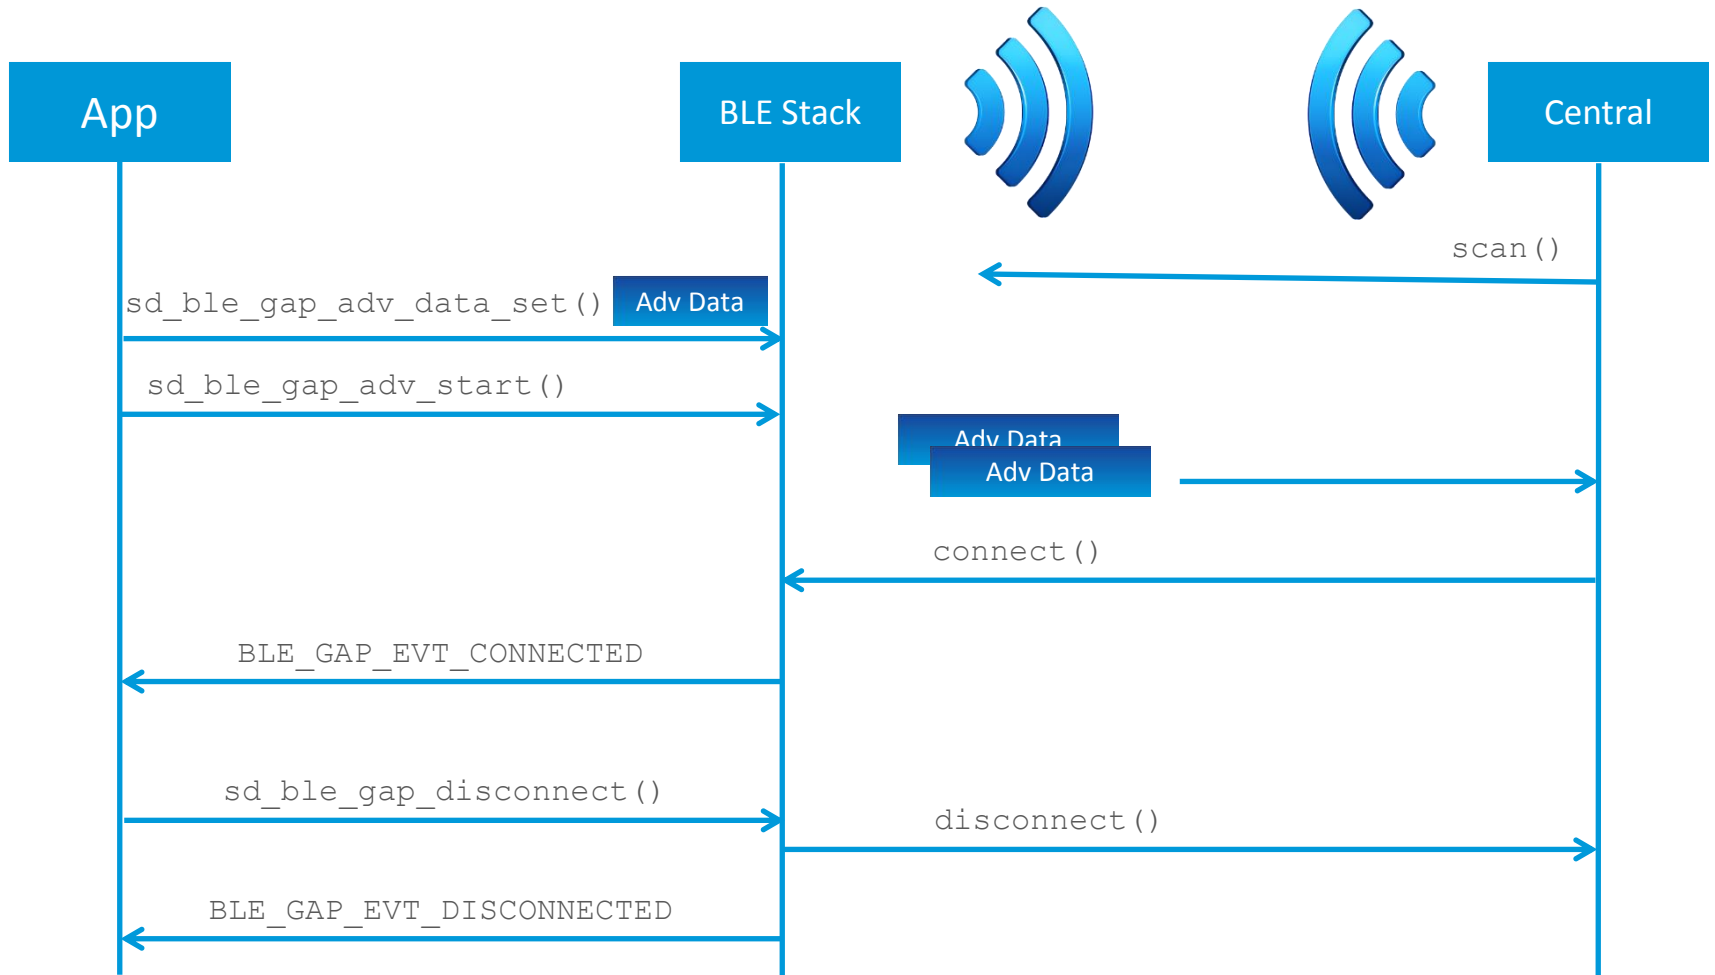 App
BLE Stack
Central
scan()
sd_ble_gap_adv_data_set()
Adv Data
sd_ble_gap_adv_start()
Adv Data
Adv Data
connect()
BLE_GAP_EVT_CONNECTED
sd_ble_gap_disconnect()
disconnect()
BLE_GAP_EVT_DISCONNECTED